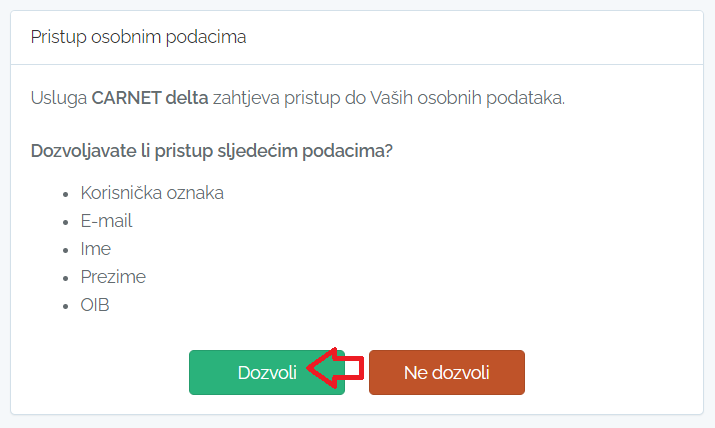 Pristup osobnim podacima
Usluga CARNET delta zahtjeva pristup do Vaših osobnih podataka.
Dozvoljavate li pristup sljedećim podacima?
• Korisnička oznaka
• E-mail
• Ime
• Prezime
• OIB
Dozvoli
Ne dozvoli